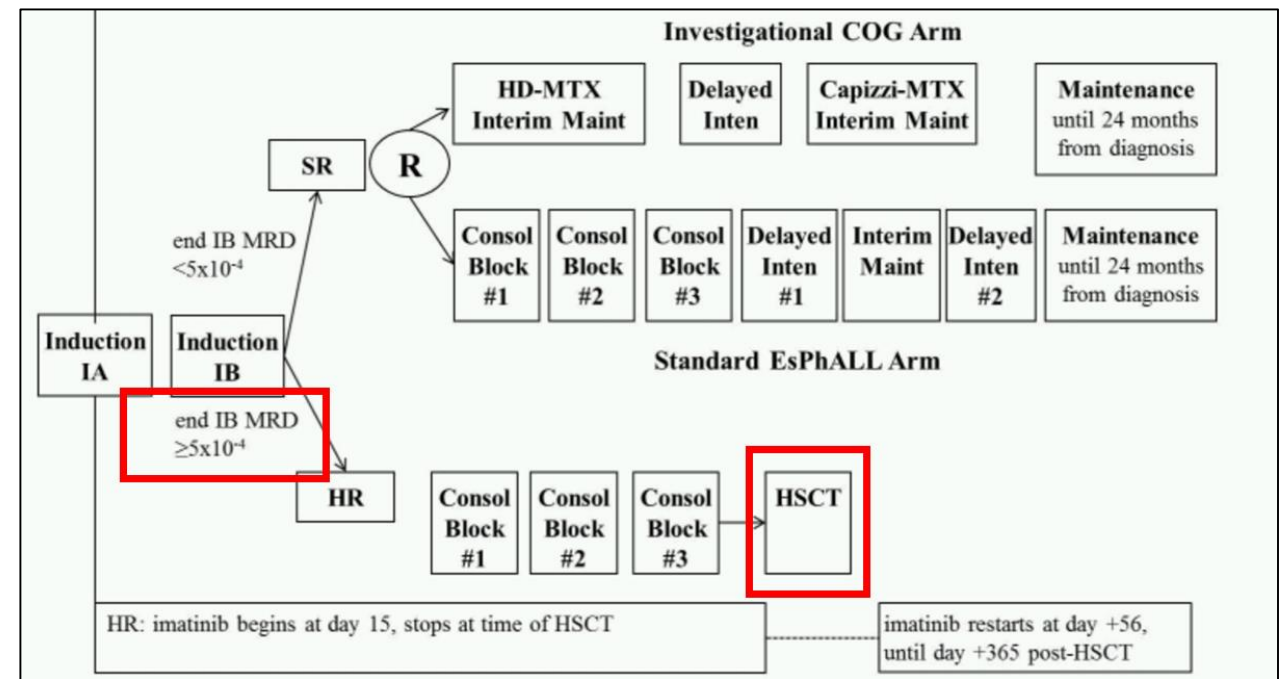 Investigational COG Arm
HD-MTX
Interim Maint
Delayed
Inten
Capizzi-MTX
Interim Maint
Maintenance
until 24 months
from diagnosis
SR
R
end IB MRD
<5x10⁻⁴
Consol
Block
#1
Consol
Block
#2
Consol
Block
#3
Delayed
Inten
#1
Interim
Maint
Delayed
Inten
#2
Maintenance
until 24 months
from diagnosis
Standard EsPhALL Arm
Induction
IA
Induction
IB
end IB MRD
≥5x10⁻⁴
HR
Consol
Block
#1
Consol
Block
#2
Consol
Block
#3
HSCT
HR: imatinib begins at day 15, stops at time of HSCT
imatinib restarts at day +56,
until day +365 post-HSCT